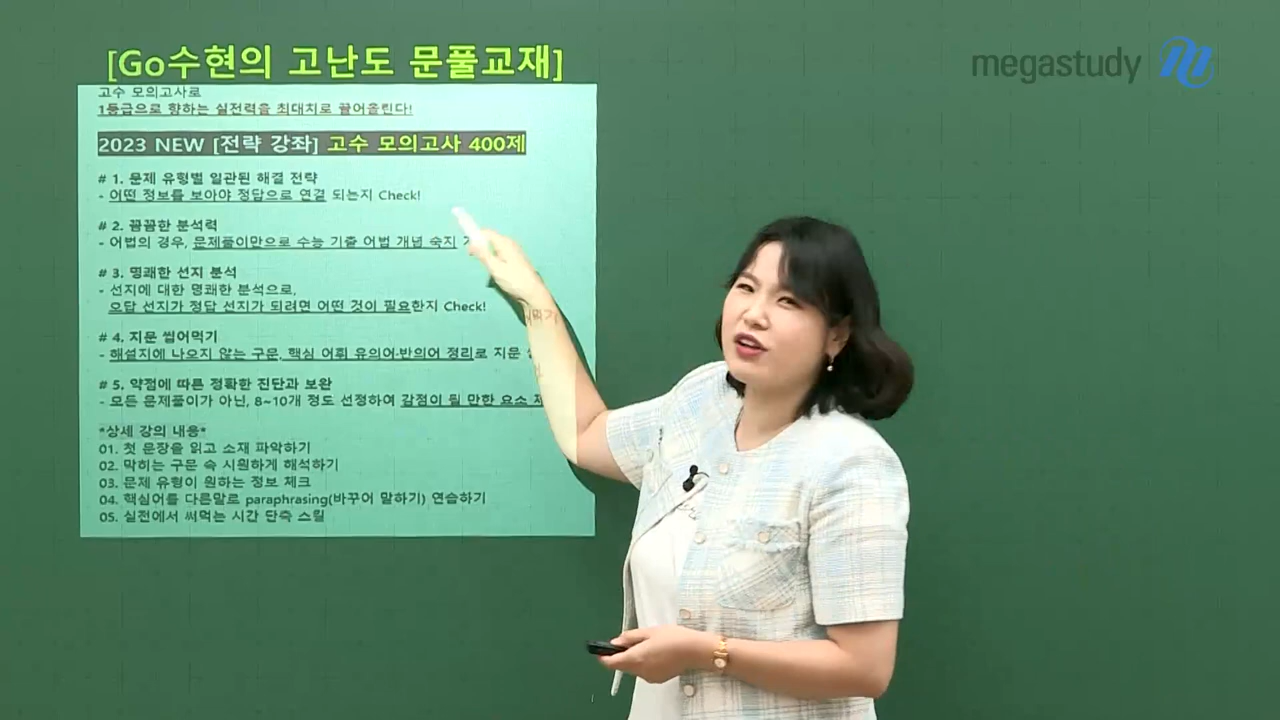 [Go수현의 고난도 문풀교재]
megastudy
고수 모의고사로
1등급으로 향하는 실전력을 최대치로 끌어올린다!
2023 NEW [전략 강좌] 고수 모의고사 400제
# 1. 문제 유형별 일관된 해결 전략
- 어떤 정보를 보아야 정답으로 연결 되는지 Check!
# 2. 꼼꼼한 분석력
- 어법의 경우, 문제풀이만으로 수능 기출 어법 개념 숙지
# 3. 명쾌한 선지 분석
- 선지에 대한 명쾌한 분석으로,
오답 선지가 정답 선지가 되려면 어떤 것이 필요한지 Check!
# 4. 지문 씹어먹기
- 해설지에 나오지 않는 구문, 핵심 어휘 유의어·반의어 정리로 지문
# 5. 약점에 따른 정확한 진단과 보완
- 모든 문제풀이가 아닌, 8~10개 정도 선정하여 감점이 될 만한 요소
*상세 강의 내용*
01. 첫 문장을 읽고 소재 파악하기
02. 막히는 구문 속 시원하게 해석하기
03. 문제 유형이 원하는 정보 체크
04. 핵심어를 다른말로 paraphrasing(바꾸어 말하기) 연습하기
05. 실전에서 써먹는 시간 단축 스킬